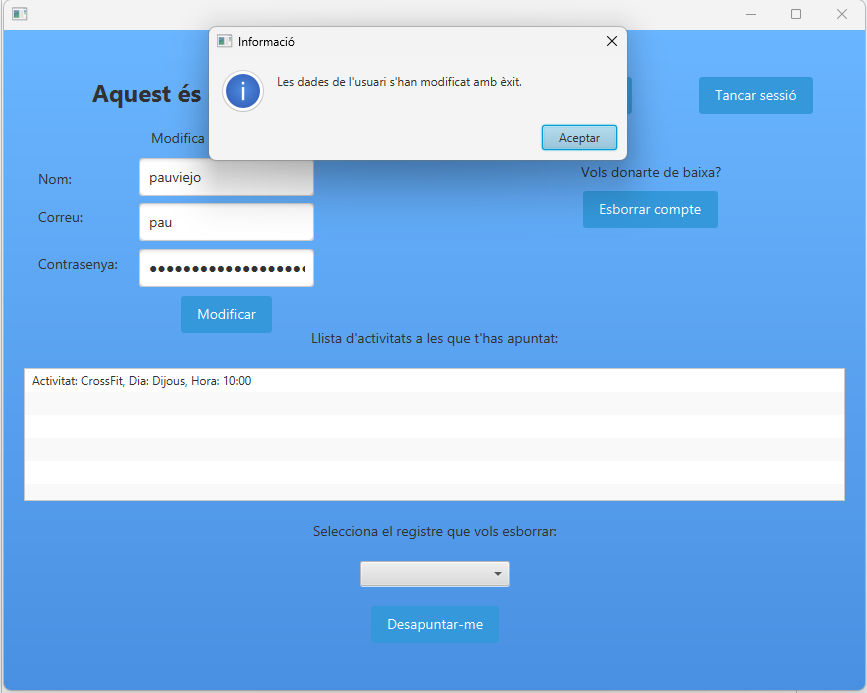 Informació
Les dades de l'usuari s'han modificat amb èxit.
Aceptar
Aquest és
Tancar sessió
Modifica
Vols donarte de baixa?
Nom:
pauviejo
Esborrar compte
Correu:
pau
Contrasenya:
Modificar
Llista d'activitats a les que t'has apuntat:
Activitat: CrossFit, Dia: Dijous, Hora: 10:00
Selecciona el registre que vols esborrar:
Desapuntar-me